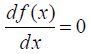 df(x)/dx = 0